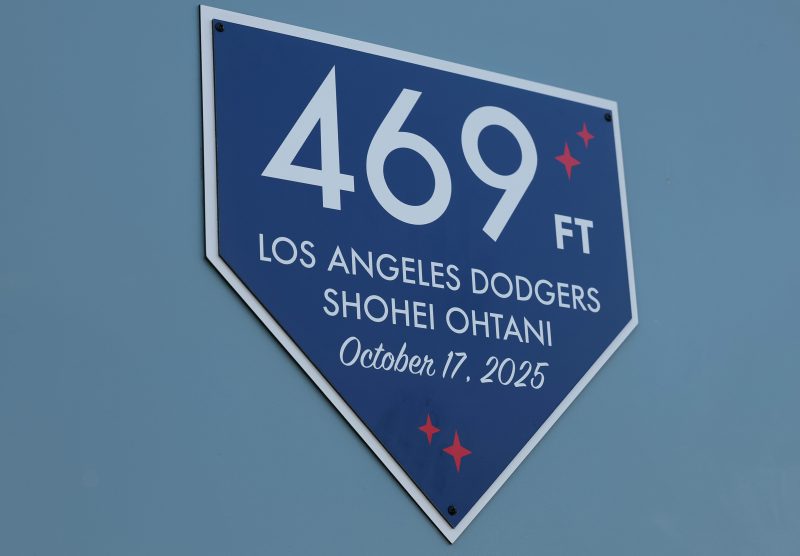 469 FT
LOS ANGELES DODGERS
SHOHEI OHTANI
October 17, 2025